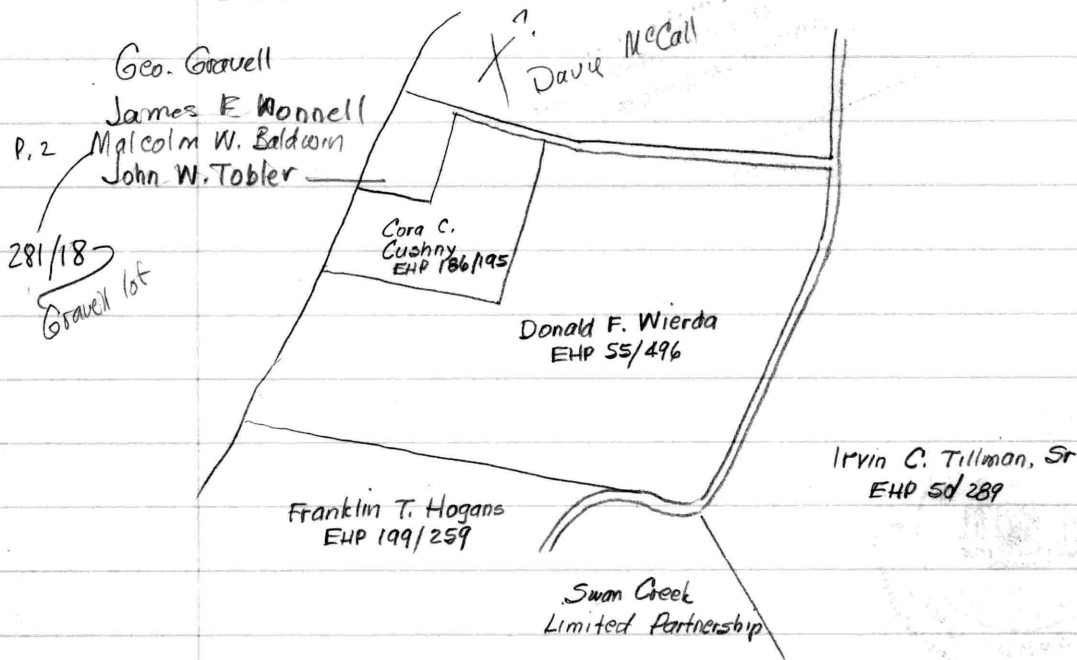 X ?
Davie McCall
Geo. Gravell
James E Wonnell
P. 2 Malcolm W. Baldwin
John W. Tobler
281/18
Gravell lot
Cora C.
Cushny
EHP 186/195
Donald F. Wierda
EHP 55/496
Irvin C. Tillman, Sr
EHP 50/289
Franklin T. Hogans
EHP 199/259
Swan Creek
Limited Partnership